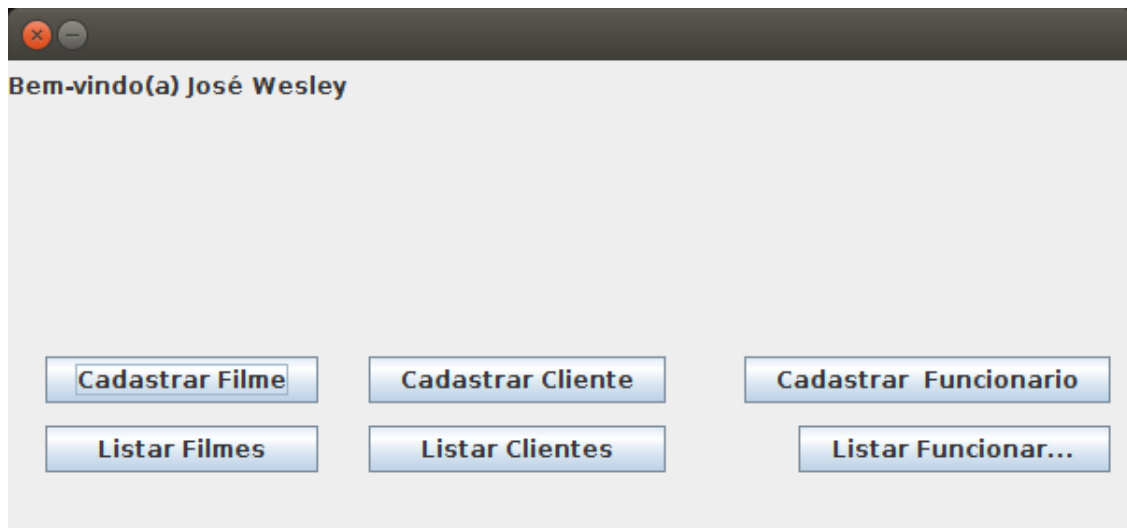 Bem-vindo(a) José Wesley
Cadastrar Filme
Cadastrar Cliente
Cadastrar  Funcionario
Listar Filmes
Listar Clientes
Listar Funcionar...